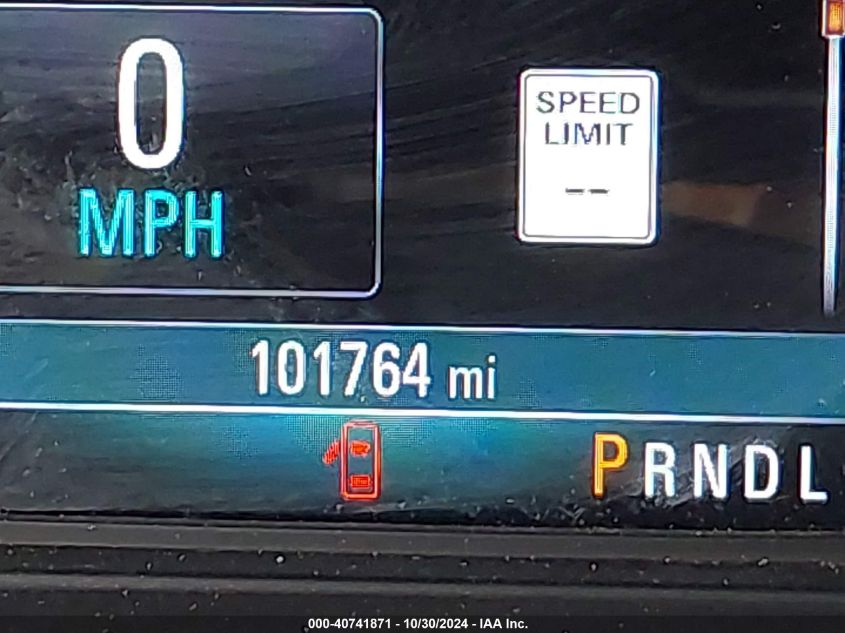 0
MPH
SPEED
LIMIT
--
101764 mi
PRNDL
000-40741871 - 10/30/2024 - IAA Inc.